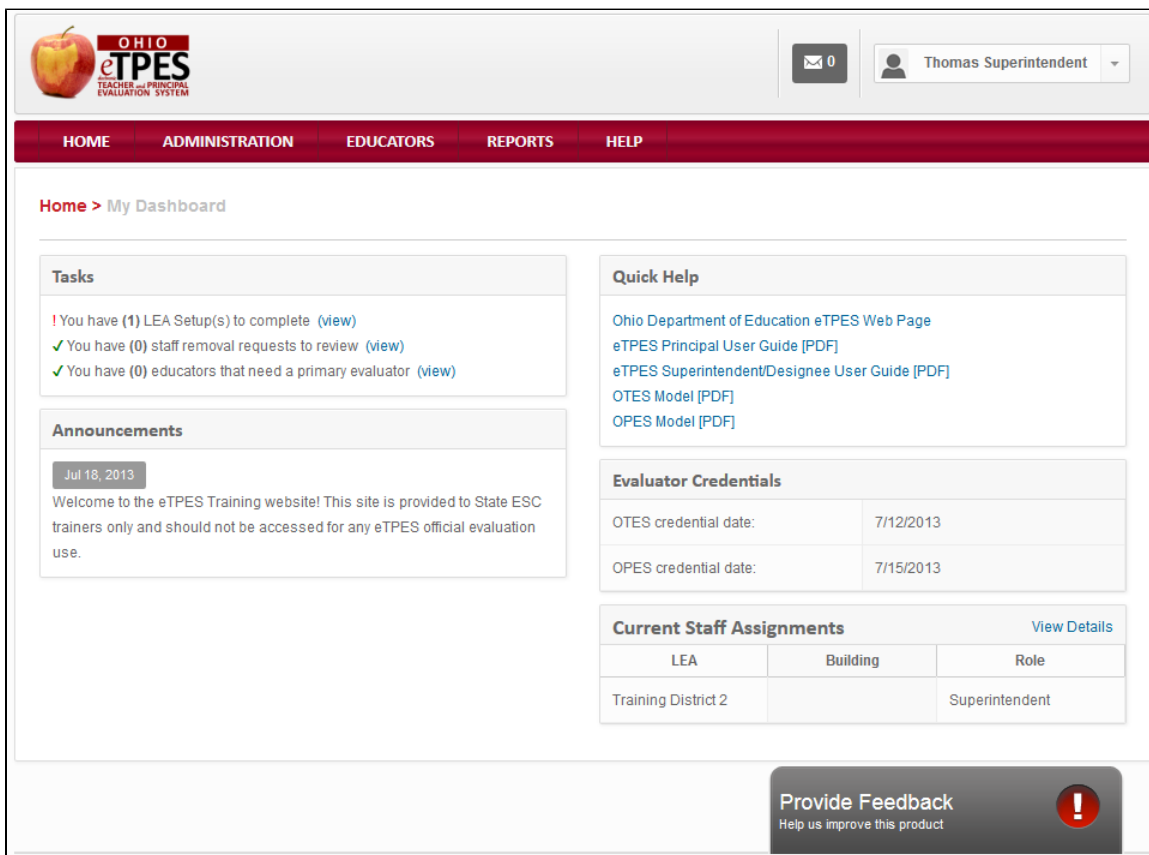 OHIO
eTPES
electronic TEACHER and PRINCIPAL
EVALUATION SYSTEM
0
Thomas Superintendent
HOME ADMINISTRATION EDUCATORS REPORTS HELP
Home > My Dashboard
Tasks
! You have (1) LEA Setup(s) to complete (view)
✓ You have (0) staff removal requests to review (view)
✓ You have (0) educators that need a primary evaluator (view)
Announcements
Jul 18, 2013
Welcome to the eTPES Training website! This site is provided to State ESC
trainers only and should not be accessed for any eTPES official evaluation
use.
Quick Help
Ohio Department of Education eTPES Web Page
eTPES Principal User Guide [PDF]
eTPES Superintendent/Designee User Guide [PDF]
OTES Model [PDF]
OPES Model [PDF]
Evaluator Credentials
OTES credential date: 7/12/2013
OPES credential date: 7/15/2013
Current Staff Assignments View Details
LEA Building Role
Training District 2 Superintendent
Provide Feedback
Help us improve this product